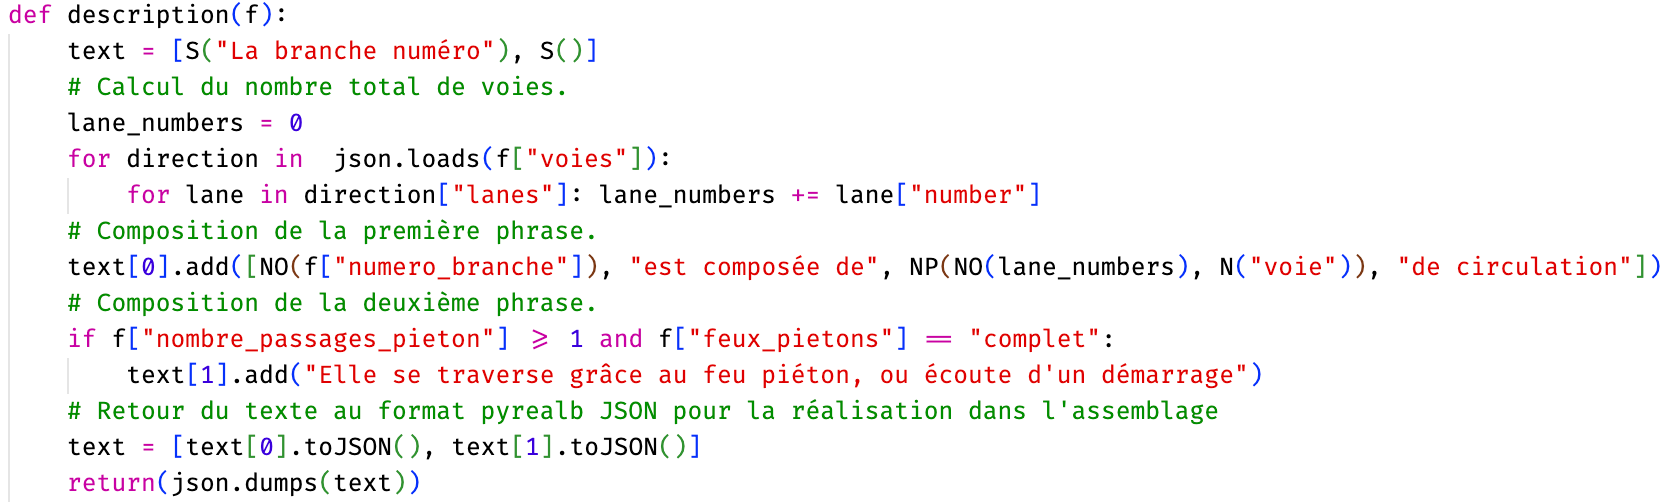 def description(f):
    text = [S("La branche numéro"), S()]
    # Calcul du nombre total de voies.
    lane_numbers = 0
    for direction in  json.loads(f["voies"]):
        for lane in direction["lanes"]: lane_numbers += lane["number"]
    # Composition de la première phrase.
    text[0].add([NO(f["numero_branche"]), "est composée de", NP(NO(lane_numbers), N("voie")), "de circulation"])
    # Composition de la deuxième phrase.
    if f["nombre_passages_pieton"] ⩾ 1 and f["feux_pietons"] == "complet":
        text[1].add("Elle se traverse grâce au feu piéton, ou écoute d'un démarrage")
    # Retour du texte au format pyrealb JSON pour la réalisation dans l'assemblage
    text = [text[0].toJSON(), text[1].toJSON()]
    return(json.dumps(text))